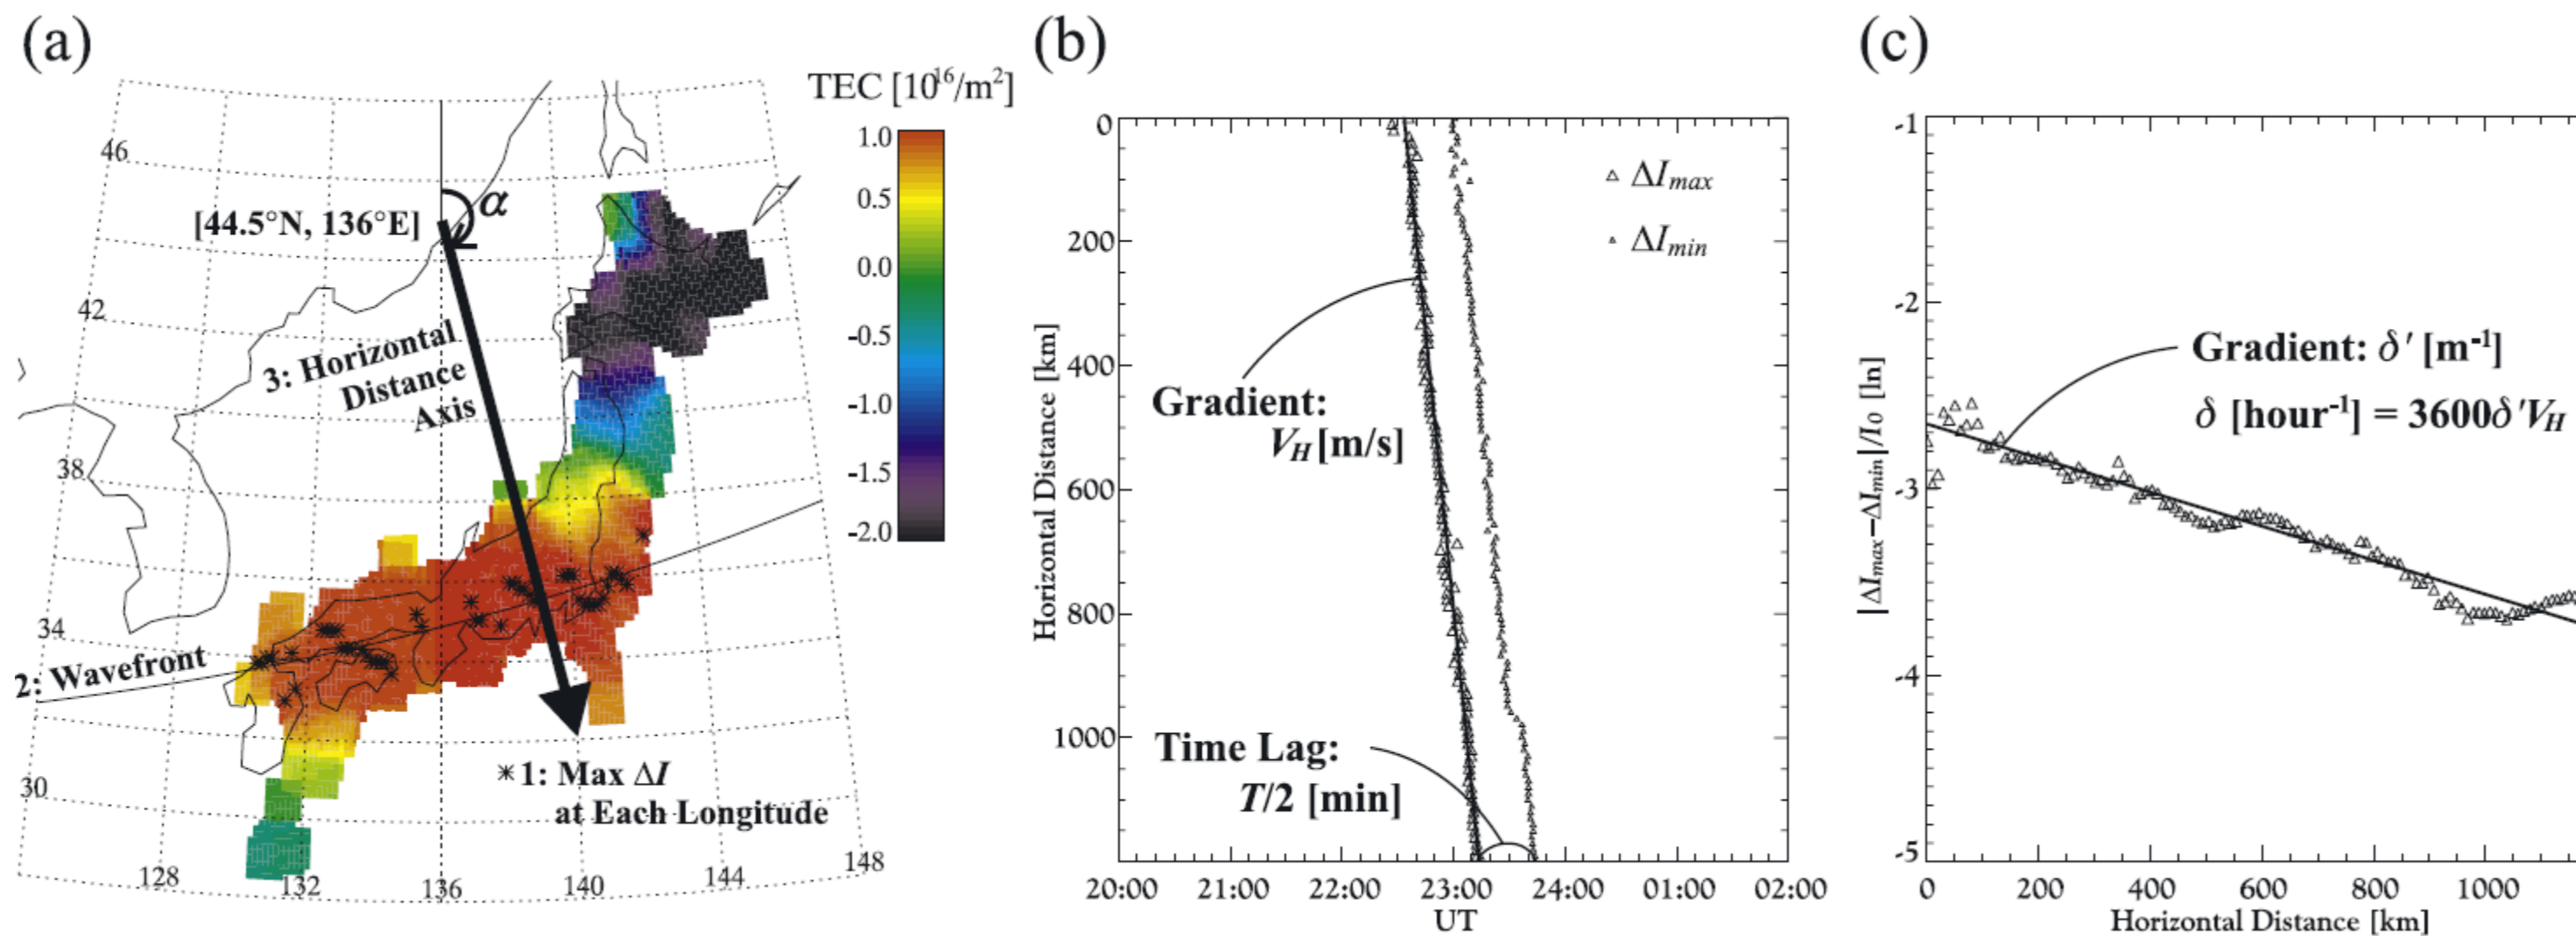 (a)
TEC [10^16/m^2]
1.0
0.5
0.0
-0.5
-1.0
-1.5
-2.0
46
42
38
34
30
128
132
136
140
144
148
[44.5°N, 136°E]
α
3: Horizontal
Distance
Axis
2: Wavefront
*1: Max ΔI
at Each Longitude
(b)
Horizontal Distance [km]
0
200
400
600
800
1000
△ ΔI_max
▵ ΔI_min
Gradient:
V_H [m/s]
Time Lag:
T/2 [min]
20:00 21:00 22:00 23:00 24:00 01:00 02:00
UT
(c)
|ΔI_max−ΔI_min|/I_0 [ln]
-1
-2
-3
-4
-5
Gradient: δ′ [m^-1]
δ [hour^-1] = 3600δ′V_H
0 200 400 600 800 1000
Horizontal Distance [km]